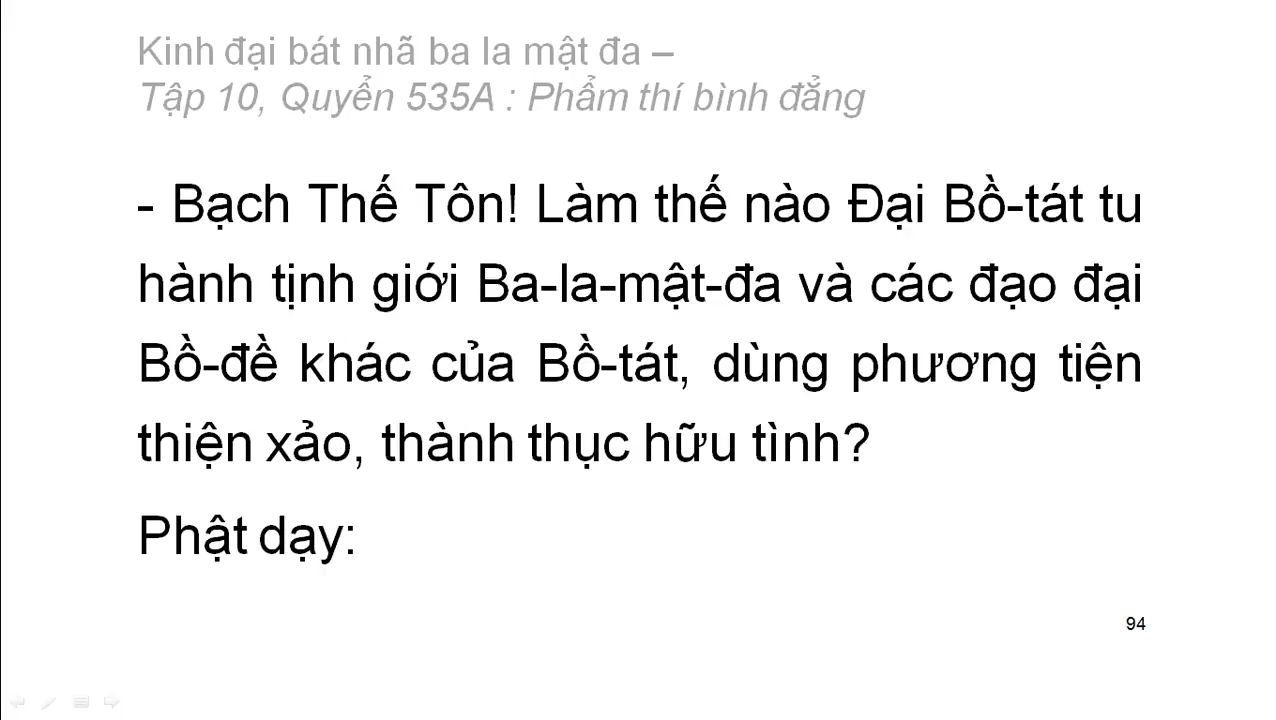 Kinh đại bát nhã ba la mật đa –
Tập 10, Quyển 535A : Phẩm thí bình đẳng
- Bạch Thế Tôn! Làm thế nào Đại Bồ-tát tu
hành tịnh giới Ba-la-mật-đa và các đạo đại
Bồ-đề khác của Bồ-tát, dùng phương tiện
thiện xảo, thành thục hữu tình?
Phật dạy:
94